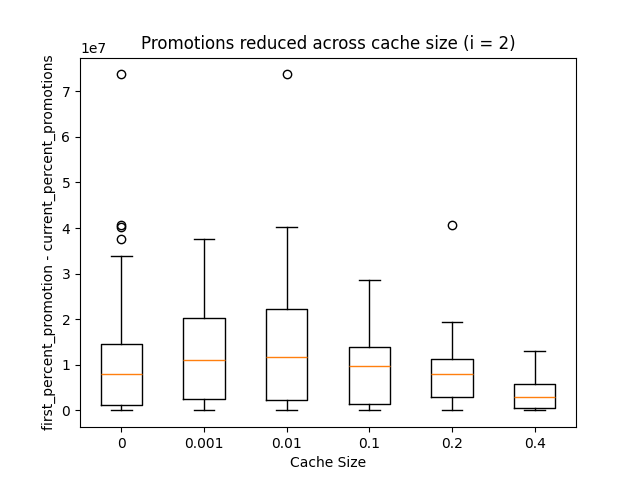 Promotions reduced across cache size (i = 2)
1e7
first_percent_promotion - current_percent_promotions
7
6
5
4
3
2
1
0
0 0.001 0.01 0.1 0.2 0.4
Cache Size